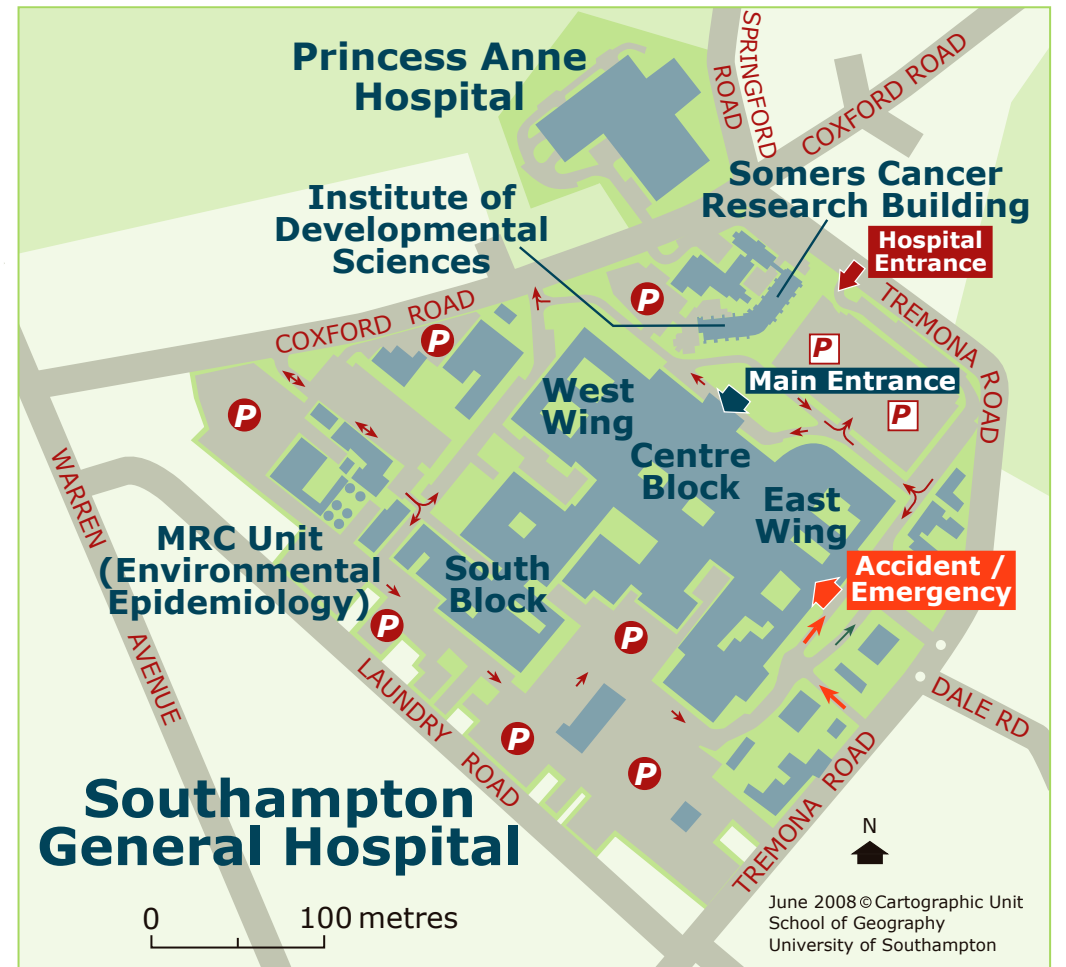 Princess Anne
Hospital
SPRINGFORD
ROAD
COXFORD ROAD
Somers Cancer
Research Building
Institute of
Developmental
Sciences
Hospital
Entrance
COXFORD ROAD
TREMONA ROAD
P
P
P
P
P
Main Entrance
P
West
Wing
Centre
Block
East
Wing
WARREN
AVENUE
MRC Unit
(Environmental
Epidemiology)
South
Block
Accident /
Emergency
P
P
LAUNDRY ROAD
DALE RD
P
P
TREMONA ROAD
Southampton
General Hospital
N
0 100 metres
June 2008 © Cartographic Unit
School of Geography
University of Southampton